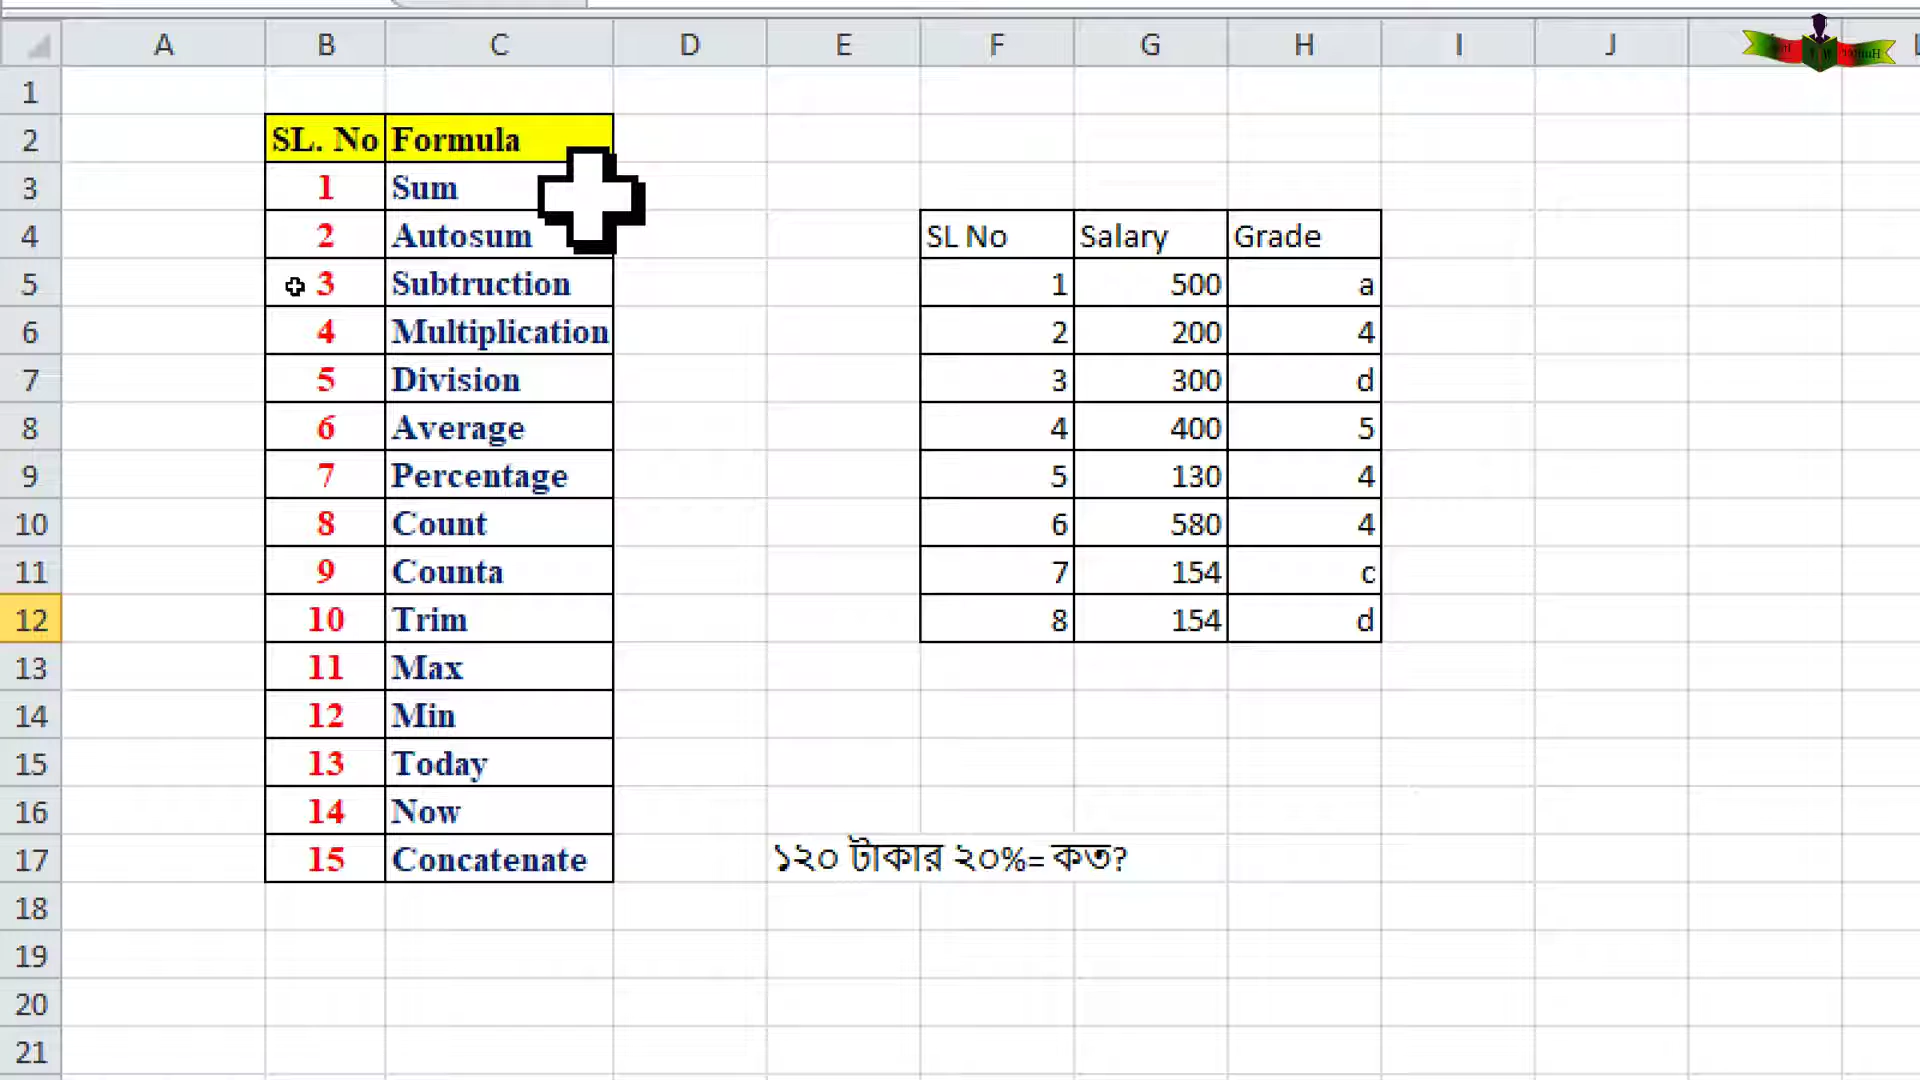 A B C D E F G H I J
1
2 SL. No Formula
3 1 Sum
4 2 Autosum SL No Salary Grade
5 3 Subtruction 1 500 a
6 4 Multiplication 2 200 4
7 5 Division 3 300 d
8 6 Average 4 400 5
9 7 Percentage 5 130 4
10 8 Count 6 580 4
11 9 Counta 7 154 c
12 10 Trim 8 154 d
13 11 Max
14 12 Min
15 13 Today
16 14 Now
17 15 Concatenate ১২০ টাকার ২০%= কত?
18
19
20
21